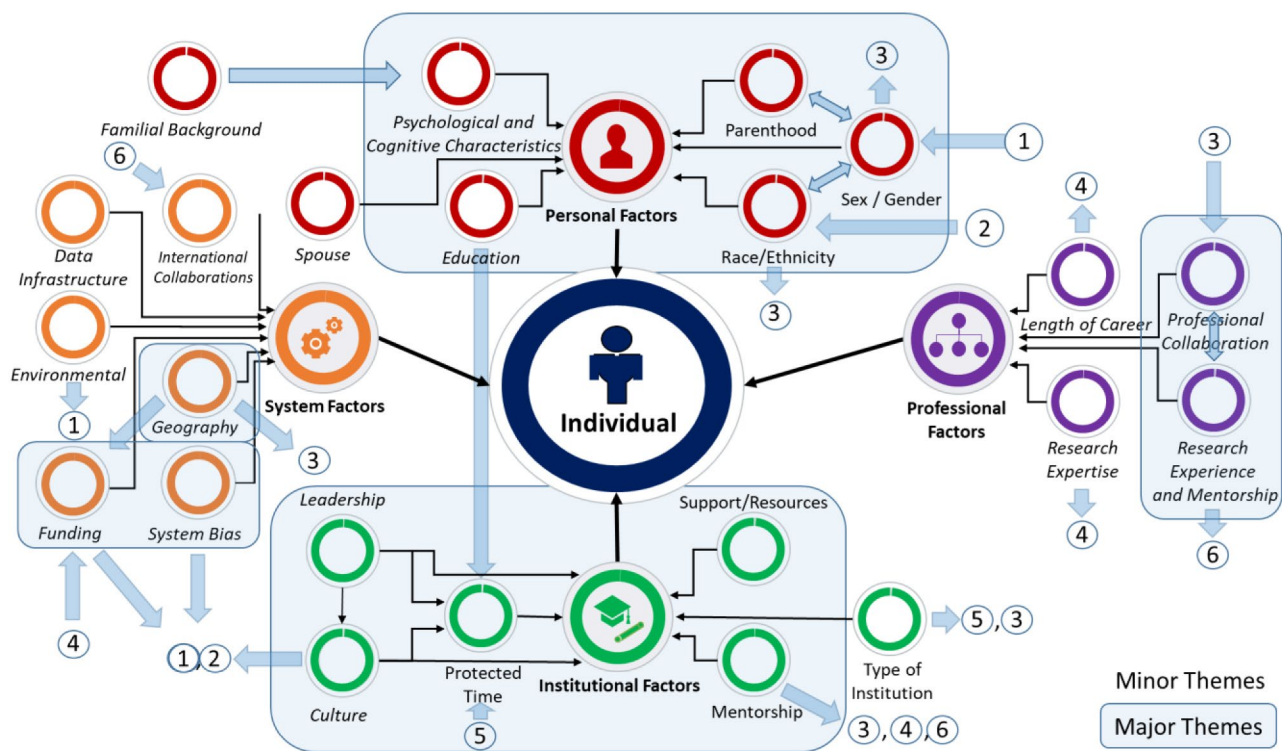 3
Familial Background
Psychological and
Cognitive Characteristics
Parenthood
1
6
3
Sex / Gender
4
Personal Factors
2
Data
Infrastructure
International
Collaborations
Spouse
Education
Race/Ethnicity
3
Length of Career
Professional
Collaboration
Environmental
System Factors
Individual
Professional
Factors
1
Geography
3
Research
Expertise
Research
Experience
and Mentorship
Funding
System Bias
Leadership
Support/Resources
4
6
4
1, 2
5, 3
Protected
Time
Institutional Factors
Type of
Institution
Culture
5
Mentorship
3, 4, 6
Minor Themes
Major Themes